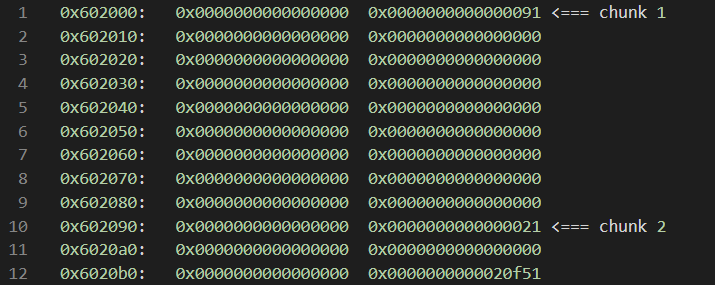 1 0x602000: 0x0000000000000000 0x0000000000000091 <=== chunk 1
2 0x602010: 0x0000000000000000 0x0000000000000000
3 0x602020: 0x0000000000000000 0x0000000000000000
4 0x602030: 0x0000000000000000 0x0000000000000000
5 0x602040: 0x0000000000000000 0x0000000000000000
6 0x602050: 0x0000000000000000 0x0000000000000000
7 0x602060: 0x0000000000000000 0x0000000000000000
8 0x602070: 0x0000000000000000 0x0000000000000000
9 0x602080: 0x0000000000000000 0x0000000000000000
10 0x602090: 0x0000000000000000 0x0000000000000021 <=== chunk 2
11 0x6020a0: 0x0000000000000000 0x0000000000000000
12 0x6020b0: 0x0000000000000000 0x0000000000020f51